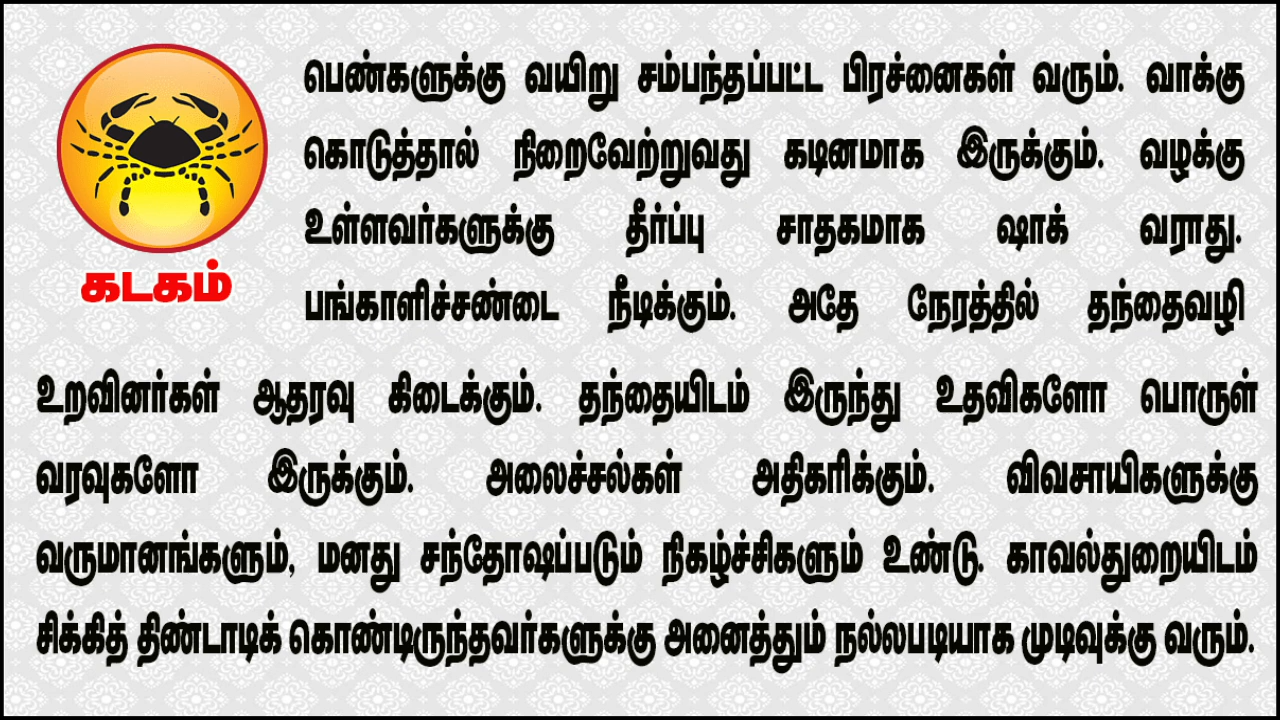 பெண்களுக்கு வயிறு சம்பந்தப்பட்ட பிரச்னைகள் வரும். வாக்கு
கொடுத்தால் நிறைவேற்றுவது கடினமாக இருக்கும். வழக்கு
உள்ளவர்களுக்கு தீர்ப்பு சாதகமாக ஷாக் வராது.
பங்காளிச்சண்டை நீடிக்கும். அதே நேரத்தில் தந்தைவழி
கடகம்
உறவினர்கள் ஆதரவு கிடைக்கும். தந்தையிடம் இருந்து உதவிகளோ பொருள்
வரவுகளோ இருக்கும். அலைச்சல்கள் அதிகரிக்கும். விவசாயிகளுக்கு
வருமானங்களும், மனது சந்தோஷப்படும் நிகழ்ச்சிகளும் உண்டு. காவல்துறையிடம்
சிக்கித் திண்டாடிக் கொண்டிருந்தவர்களுக்கு அனைத்தும் நல்லபடியாக முடிவுக்கு வரும்.